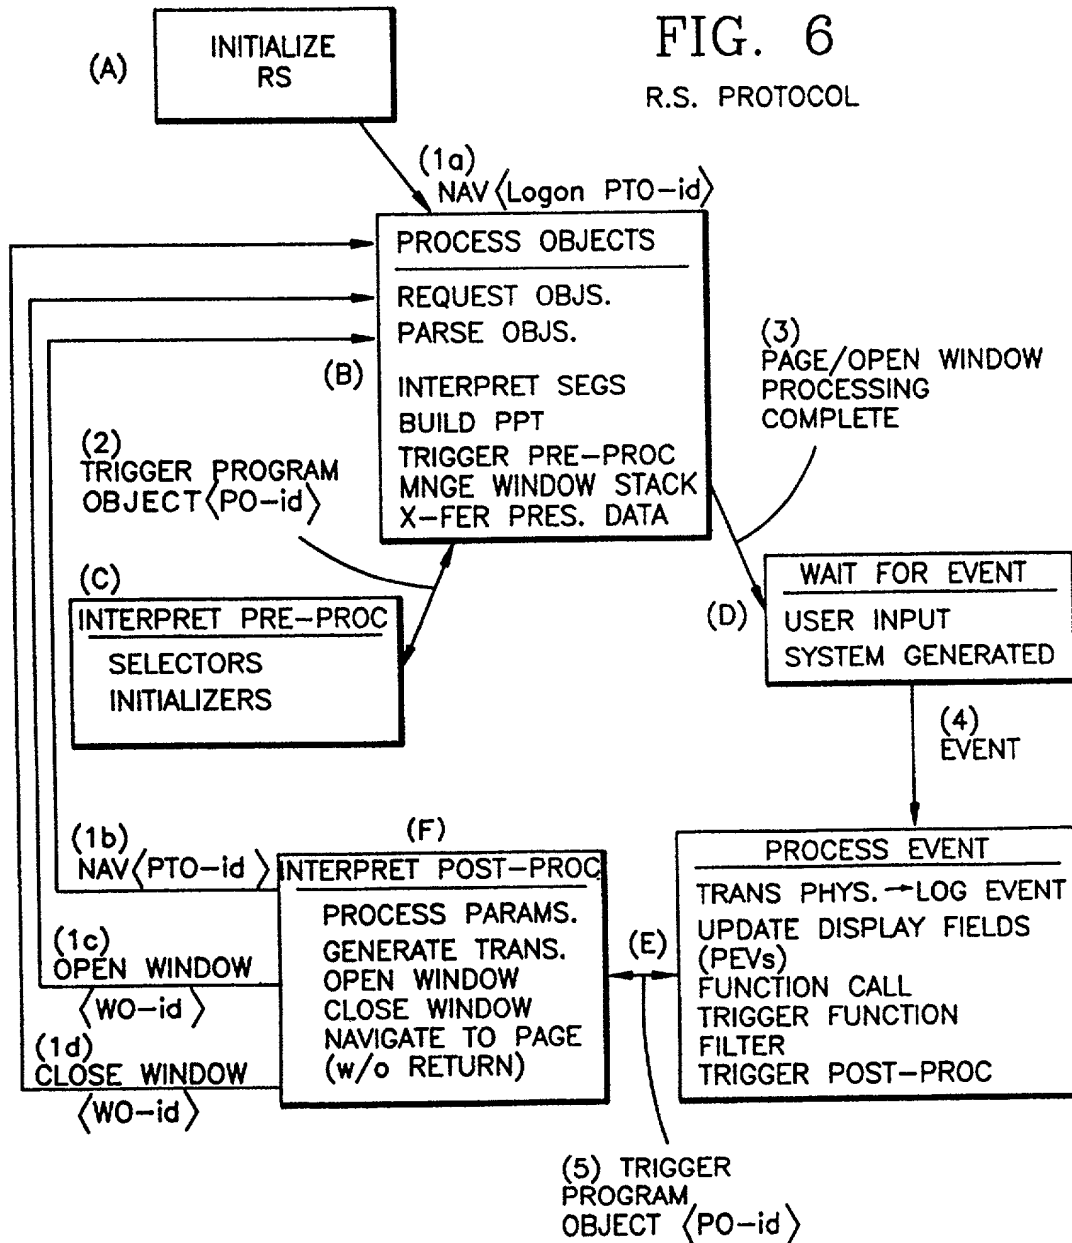 FIG. 6
R.S. PROTOCOL
(A)
INITIALIZE
RS
(1a)
NAV⟨Logon PTO-id⟩
PROCESS OBJECTS
REQUEST OBJS.
PARSE OBJS.
(B)
INTERPRET SEGS
BUILD PPT
TRIGGER PRE-PROC
MNGE WINDOW STACK
X-FER PRES. DATA
(2)
TRIGGER PROGRAM
OBJECT⟨PO-id⟩
(3)
PAGE/OPEN WINDOW
PROCESSING
COMPLETE
(C)
INTERPRET PRE-PROC
SELECTORS
INITIALIZERS
(D)
WAIT FOR EVENT
USER INPUT
SYSTEM GENERATED
(4)
EVENT
(1b)
NAV⟨PTO-id⟩
(1c)
OPEN WINDOW
⟨WO-id⟩
(1d)
CLOSE WINDOW
⟨WO-id⟩
(F)
INTERPRET POST-PROC
PROCESS PARAMS.
GENERATE TRANS.
OPEN WINDOW
CLOSE WINDOW
NAVIGATE TO PAGE
(w/o RETURN)
(E)
PROCESS EVENT
TRANS PHYS.→LOG EVENT
UPDATE DISPLAY FIELDS
(PEVs)
FUNCTION CALL
TRIGGER FUNCTION
FILTER
TRIGGER POST-PROC
(5) TRIGGER
PROGRAM
OBJECT ⟨PO-id⟩